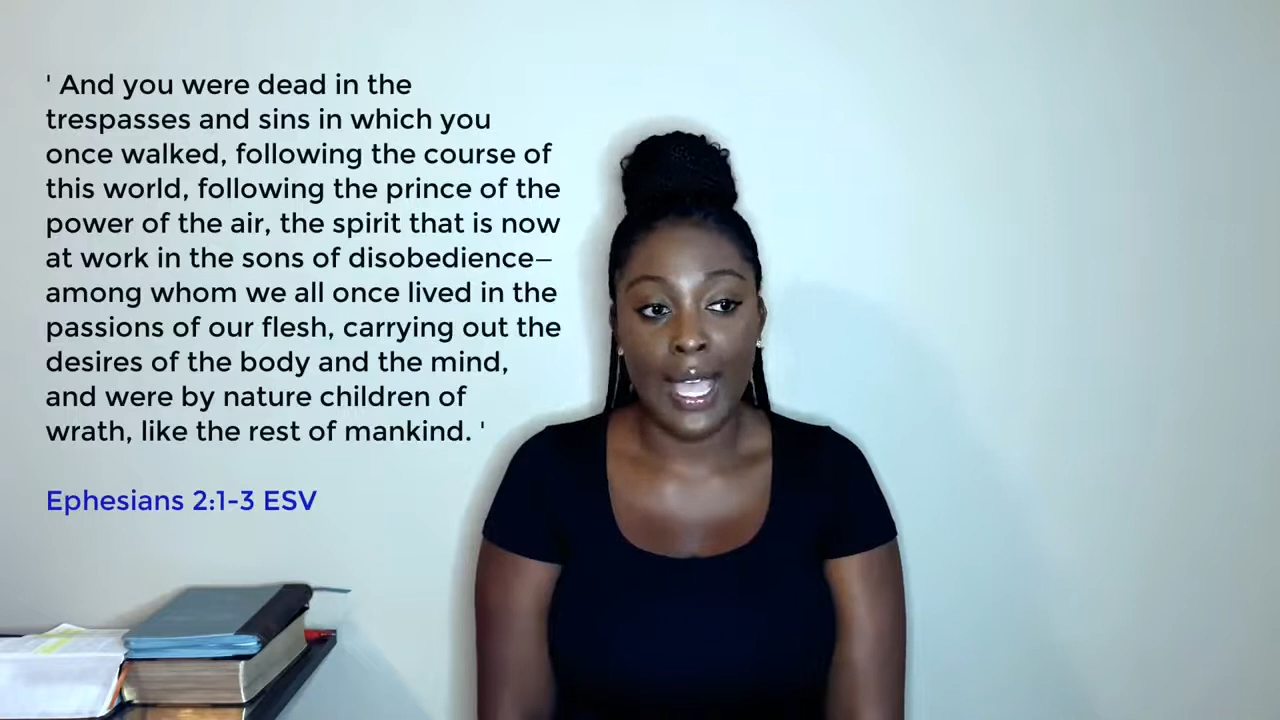 ' And you were dead in the
trespasses and sins in which you
once walked, following the course of
this world, following the prince of the
power of the air, the spirit that is now
at work in the sons of disobedience—
among whom we all once lived in the
passions of our flesh, carrying out the
desires of the body and the mind,
and were by nature children of
wrath, like the rest of mankind. '
Ephesians 2:1-3 ESV